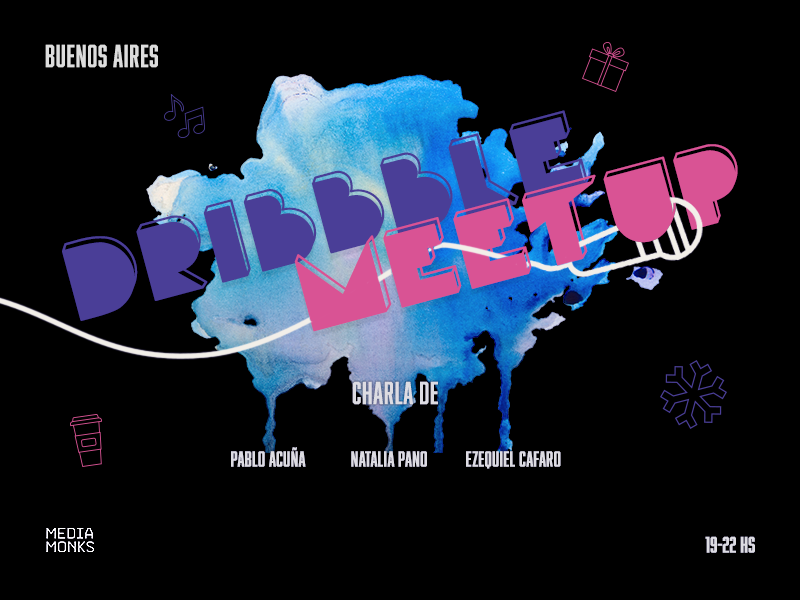 BUENOS AIRES
DRIBBBLE
MEETUP
CHARLA DE
PABLO ACUÑA NATALIA PANO EZEQUIEL CAFARO
MEDIA
MONKS
19-22 HS